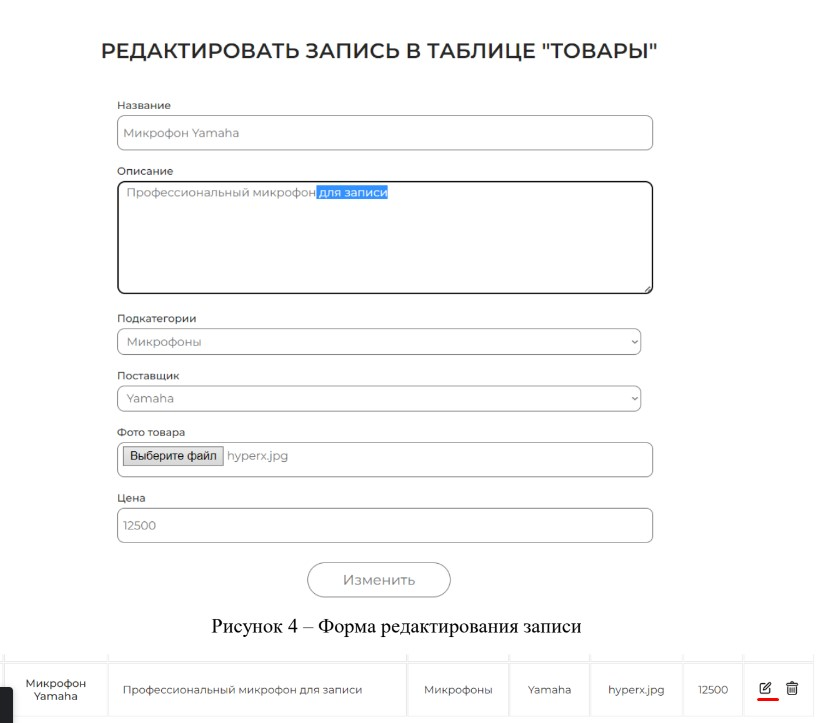 РЕДАКТИРОВАТЬ ЗАПИСЬ В ТАБЛИЦЕ "ТОВАРЫ"
Название
Микрофон Yamaha
Описание
Профессиональный микрофон для записи
Подкатегории
Микрофоны
Поставщик
Yamaha
Фото товара
Выберите файл hyperx.jpg
Цена
12500
Изменить
Рисунок 4 – Форма редактирования записи
Микрофон
Yamaha
Профессиональный микрофон для записи
Микрофоны
Yamaha
hyperx.jpg
12500